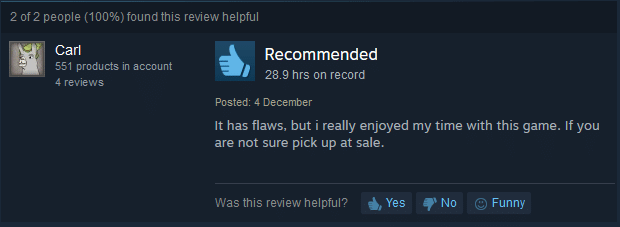 2 of 2 people (100%) found this review helpful
Carl
551 products in account
4 reviews
Recommended
28.9 hrs on record
Posted: 4 December
It has flaws, but i really enjoyed my time with this game. If you
are not sure pick up at sale.
Was this review helpful? Yes No Funny